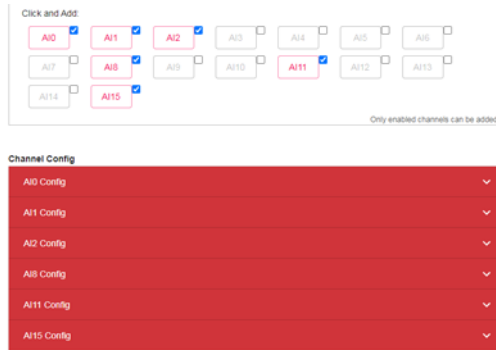 Click and Add:
AI0 AI1 AI2 AI3 AI4 AI5 AI6
AI7 AI8 AI9 AI10 AI11 AI12 AI13
AI14 AI15
Only enabled channels can be added
Channel Config
AI0 Config
AI1 Config
AI2 Config
AI8 Config
AI11 Config
AI15 Config